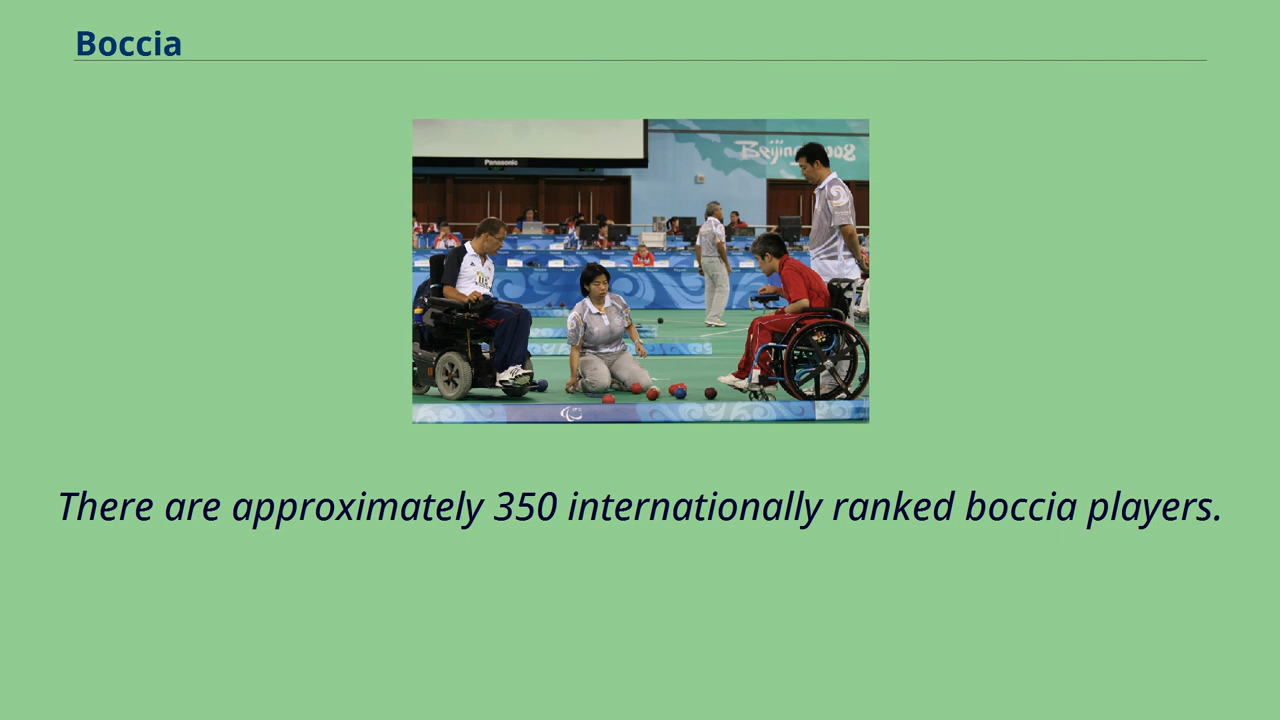 Boccia
Panasonic
Beijing 2008
There are approximately 350 internationally ranked boccia players.